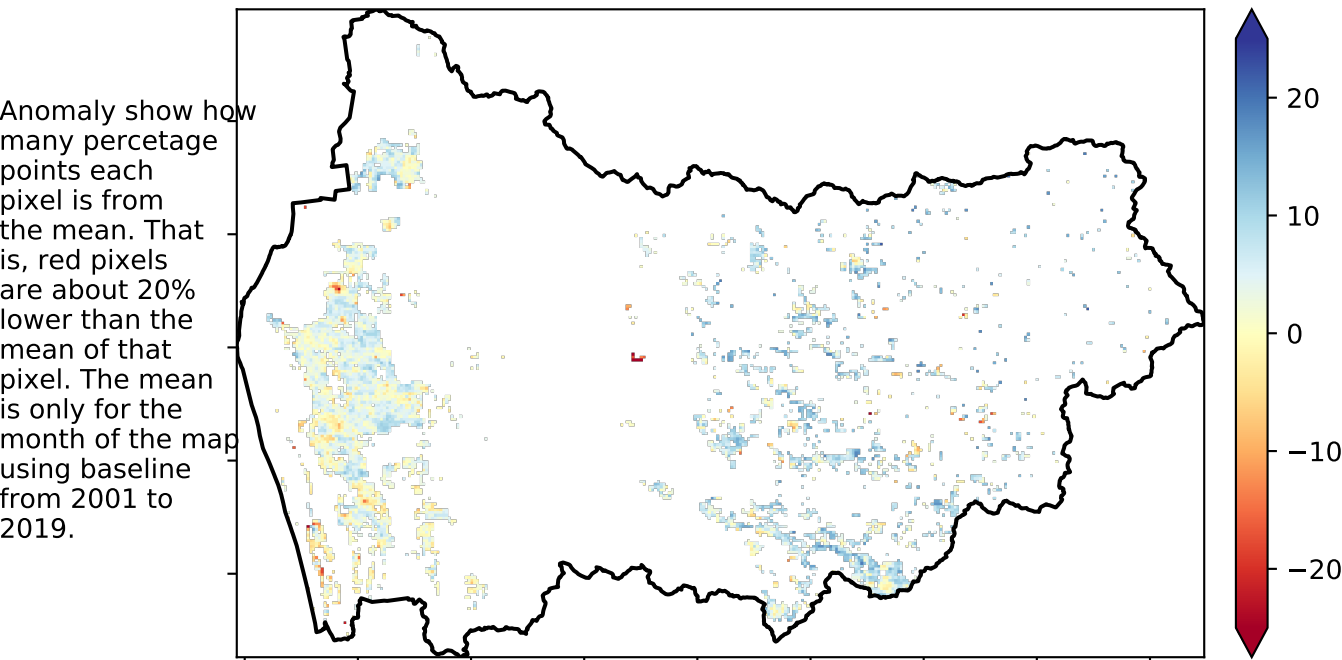 Anomaly show how
many percetage
points each
pixel is from
the mean. That
is, red pixels
are about 20%
lower than the
mean of that
pixel. The mean
is only for the
month of the map
using baseline
from 2001 to
2019.
20
10
0
−10
−20